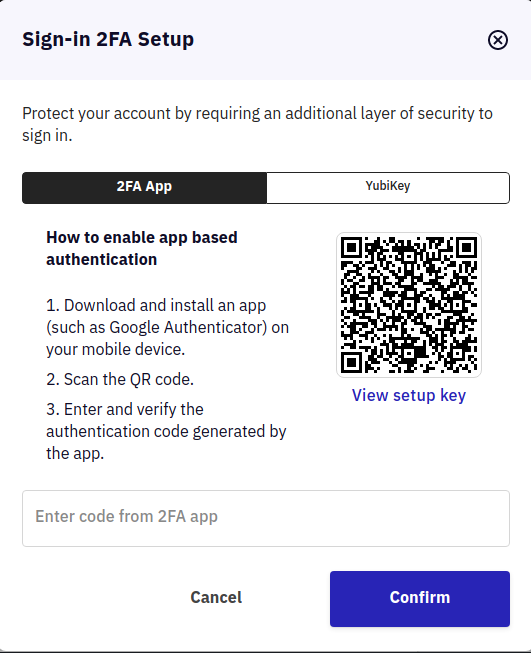 Sign-in 2FA Setup
Protect your account by requiring an additional layer of security to
sign in.
2FA App
YubiKey
How to enable app based
authentication
1. Download and install an app
(such as Google Authenticator) on
your mobile device.
2. Scan the QR code.
3. Enter and verify the
authentication code generated by
the app.
View setup key
Enter code from 2FA app
Cancel
Confirm